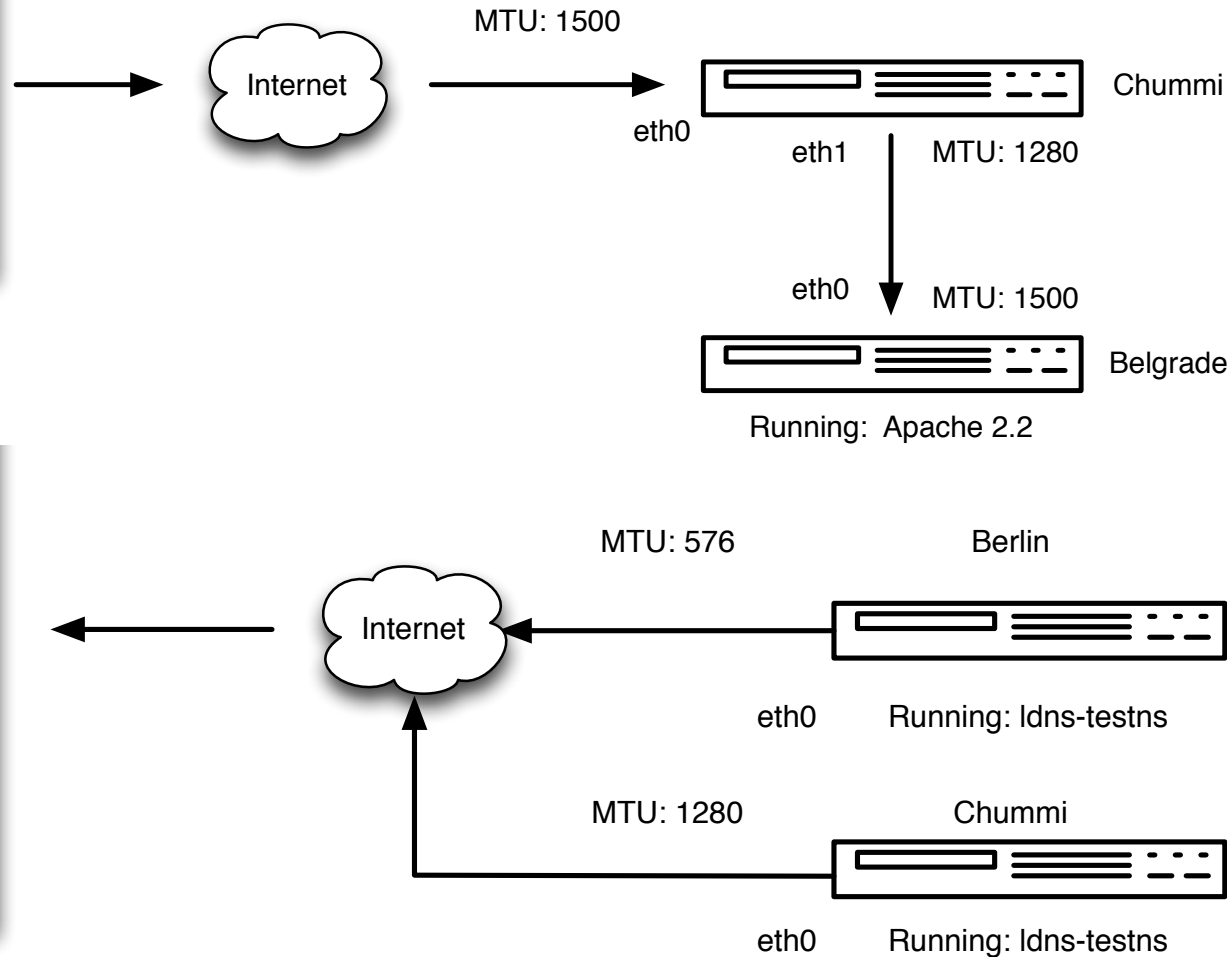 MTU: 1500
Internet
Chummi
eth0
eth1
MTU: 1280
eth0
MTU: 1500
Belgrade
Running: Apache 2.2
MTU: 576
Berlin
Internet
eth0
Running: ldns-testns
MTU: 1280
Chummi
eth0
Running: ldns-testns